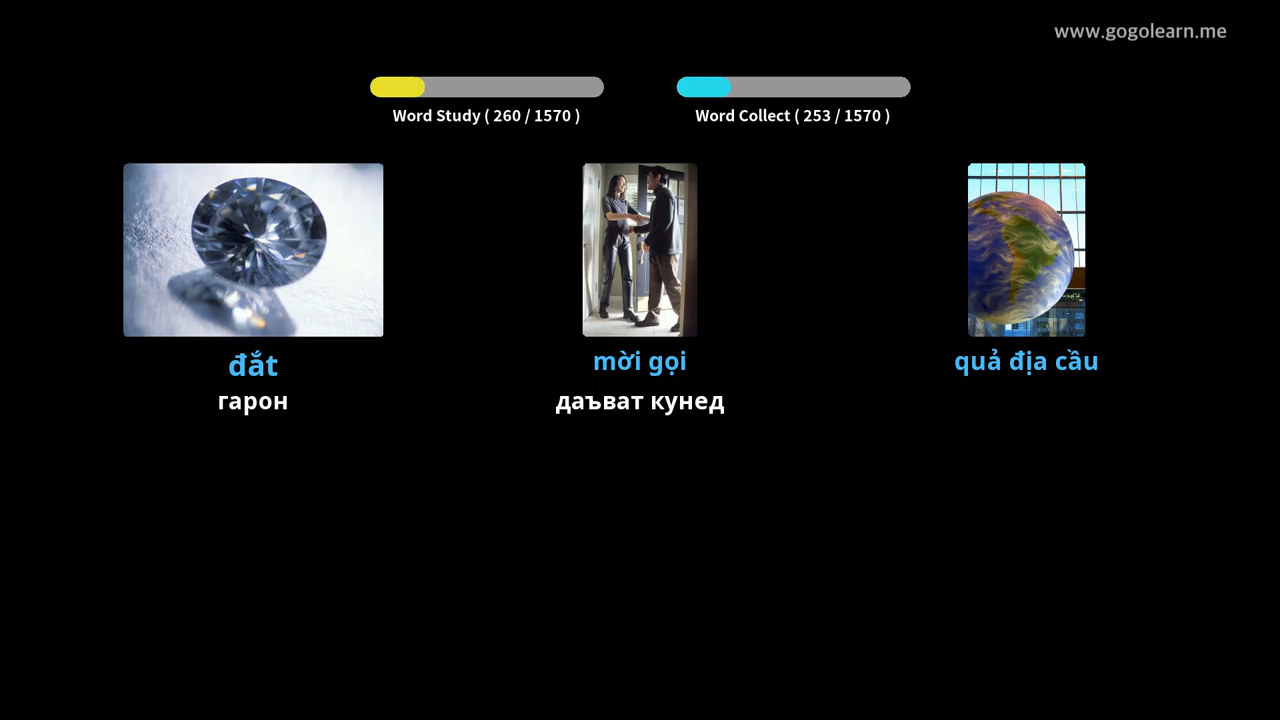 www.gogolearn.me
Word Study ( 260 / 1570 )
Word Collect ( 253 / 1570 )
đắt
mời gọi
quả địa cầu
гарон
даъват кунед